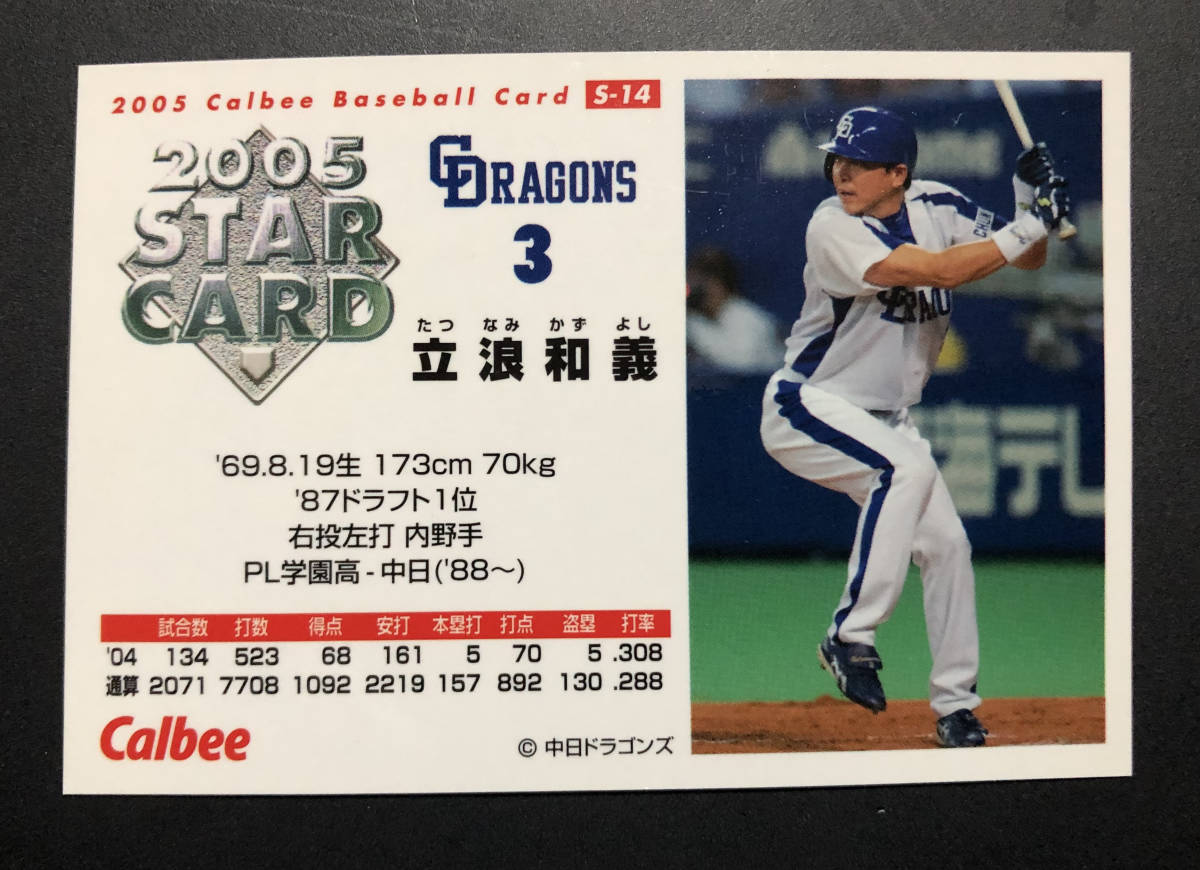 2005 Calbee Baseball Card S-14
2005
STAR
CARD
DRAGONS
3
たつ なみ かず よし
立浪和義
'69.8.19生 173cm 70kg
'87ドラフト1位
右投左打 内野手
PL学園高-中日('88～)
試合数 打数 得点 安打 本塁打 打点 盗塁 打率
'04 134 523 68 161 5 70 5 .308
通算 2071 7708 1092 2219 157 892 130 .288
Calbee
© 中日ドラゴンズ
テレ